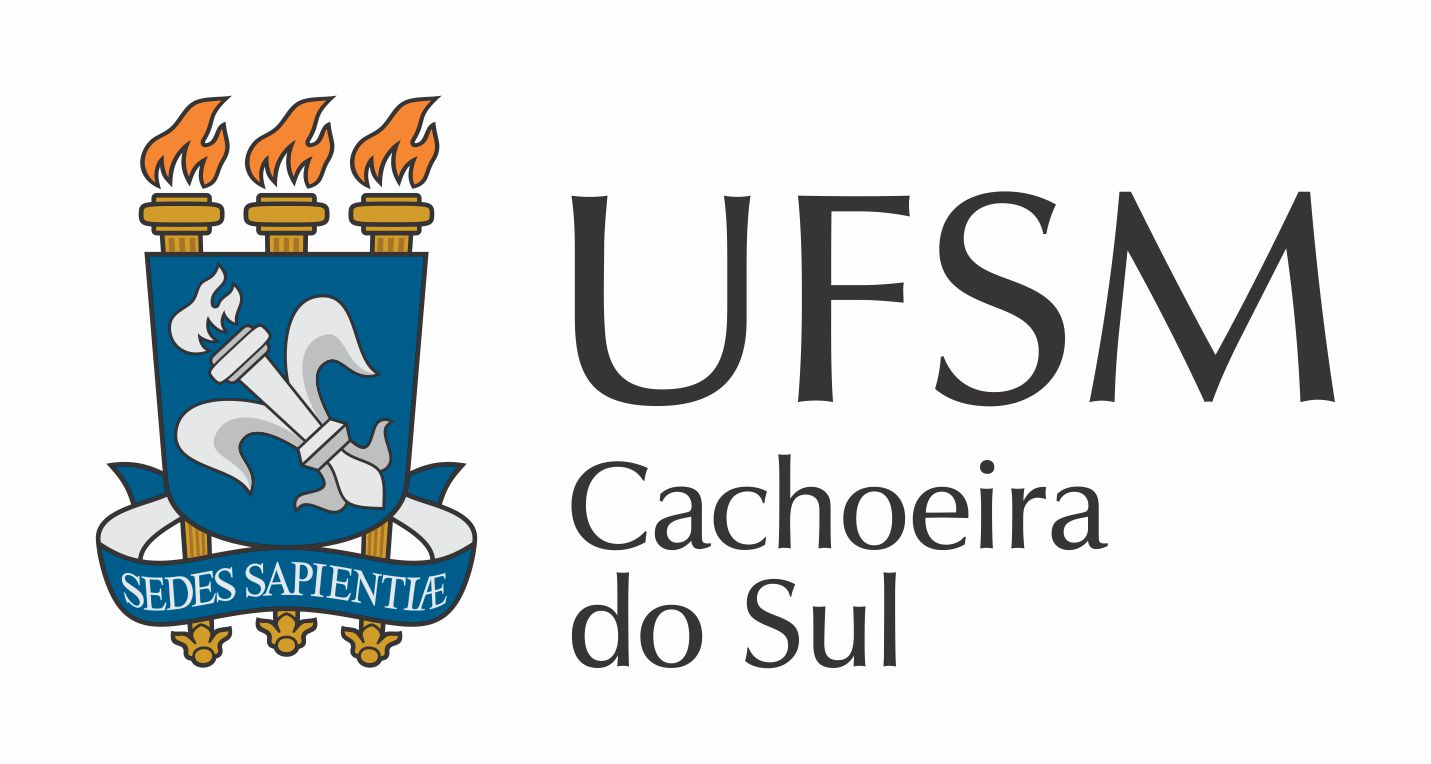 SEDES SAPIENTIÆ
UFSM
Cachoeira
do Sul